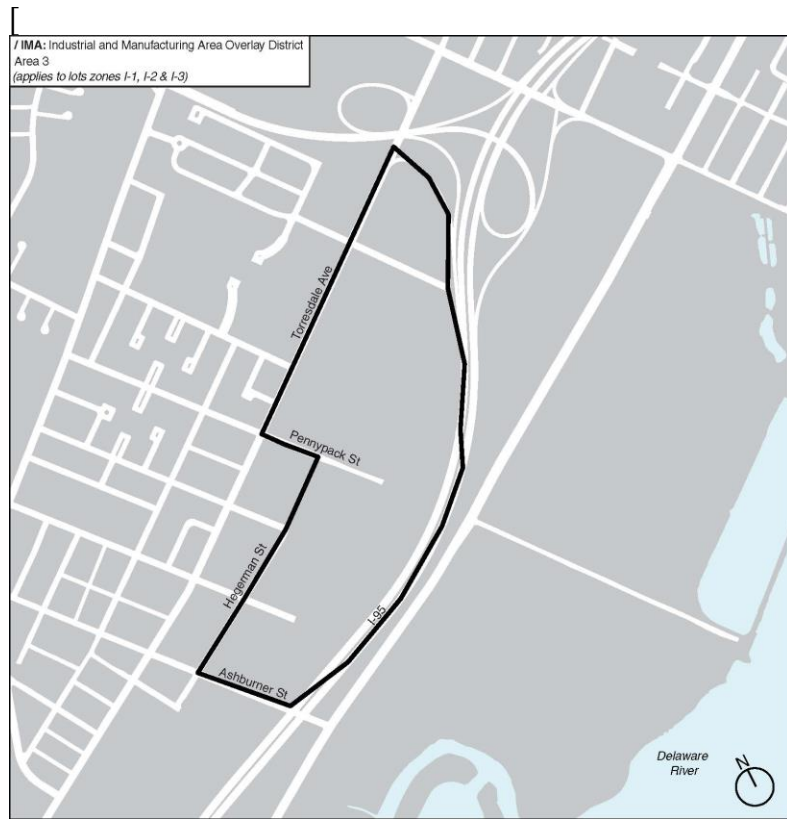 [
/ IMA: Industrial and Manufacturing Area Overlay District
Area 3
(applies to lots zones I-1, I-2 & I-3)
Torresdale Ave
Pennypack St
Hegerman St
I-95
Ashburner St
Delaware
River
N